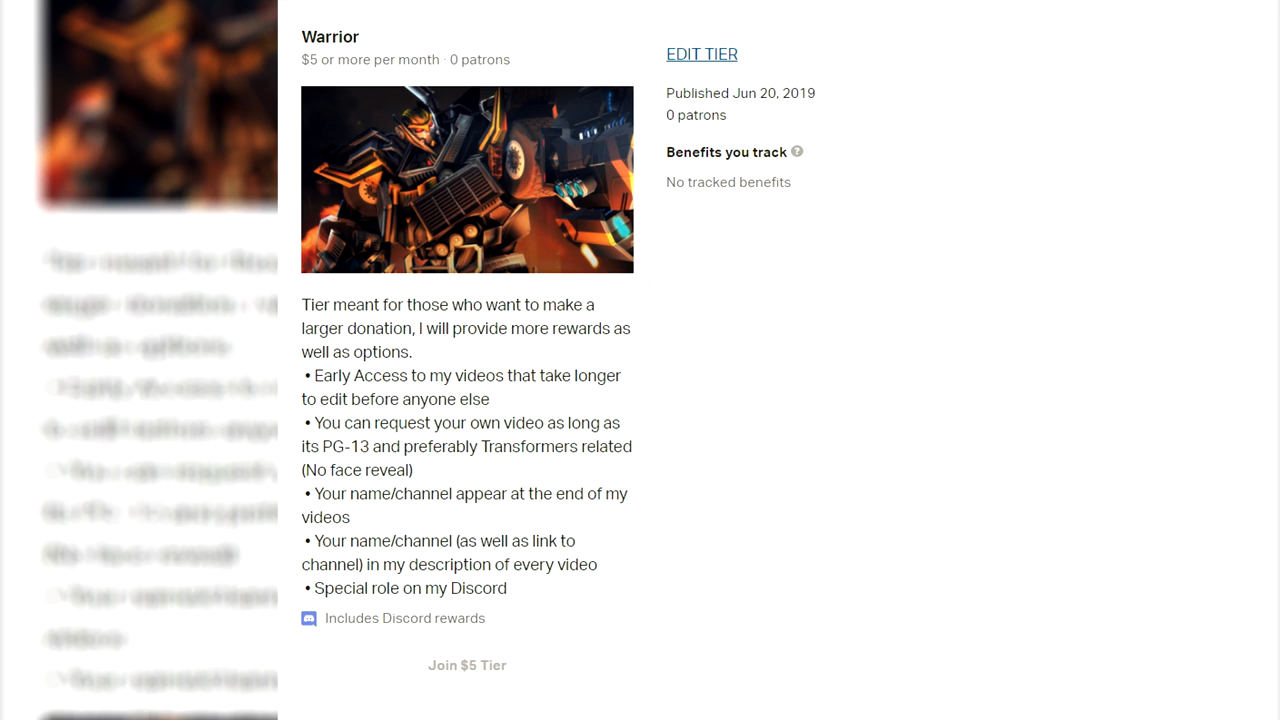 Warrior
$5 or more per month · 0 patrons
Tier meant for those who want to make a
larger donation, I will provide more rewards as
well as options.
• Early Access to my videos that take longer
to edit before anyone else
• You can request your own video as long as
its PG-13 and preferably Transformers related
(No face reveal)
• Your name/channel appear at the end of my
videos
• Your name/channel (as well as link to
channel) in my description of every video
• Special role on my Discord
Includes Discord rewards
Join $5 Tier
EDIT TIER
Published Jun 20, 2019
0 patrons
Benefits you track ?
No tracked benefits